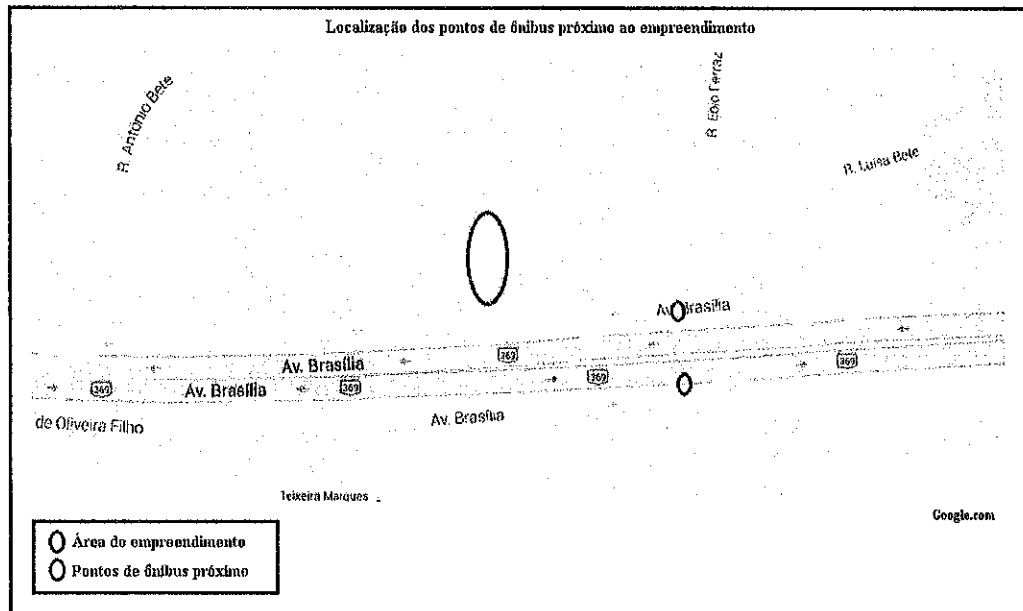 Localização dos pontos de ônibus próximo ao empreendimento
R. Antônio Bete
R. Ebio Ferraz
R. Luisa Bete
Av. Brasília
Av. Brasília
369
369
369
Av. Brasília
369
369
de Oliveira Filho
Av. Brasília
Teixeira Marques
Google.com
Área do empreendimento
Pontos de ônibus próximo